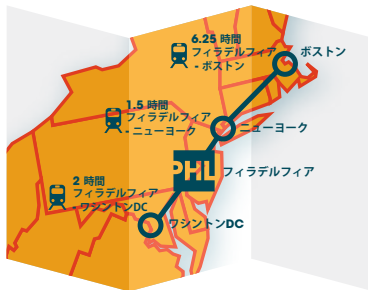 6.25 時間
フィラデルフィア
- ボストン
ボストン
1.5 時間
フィラデルフィア
- ニューヨーク
ニューヨーク
PHL
フィラデルフィア
2 時間
フィラデルフィア
- ワシントンDC
ワシントンDC